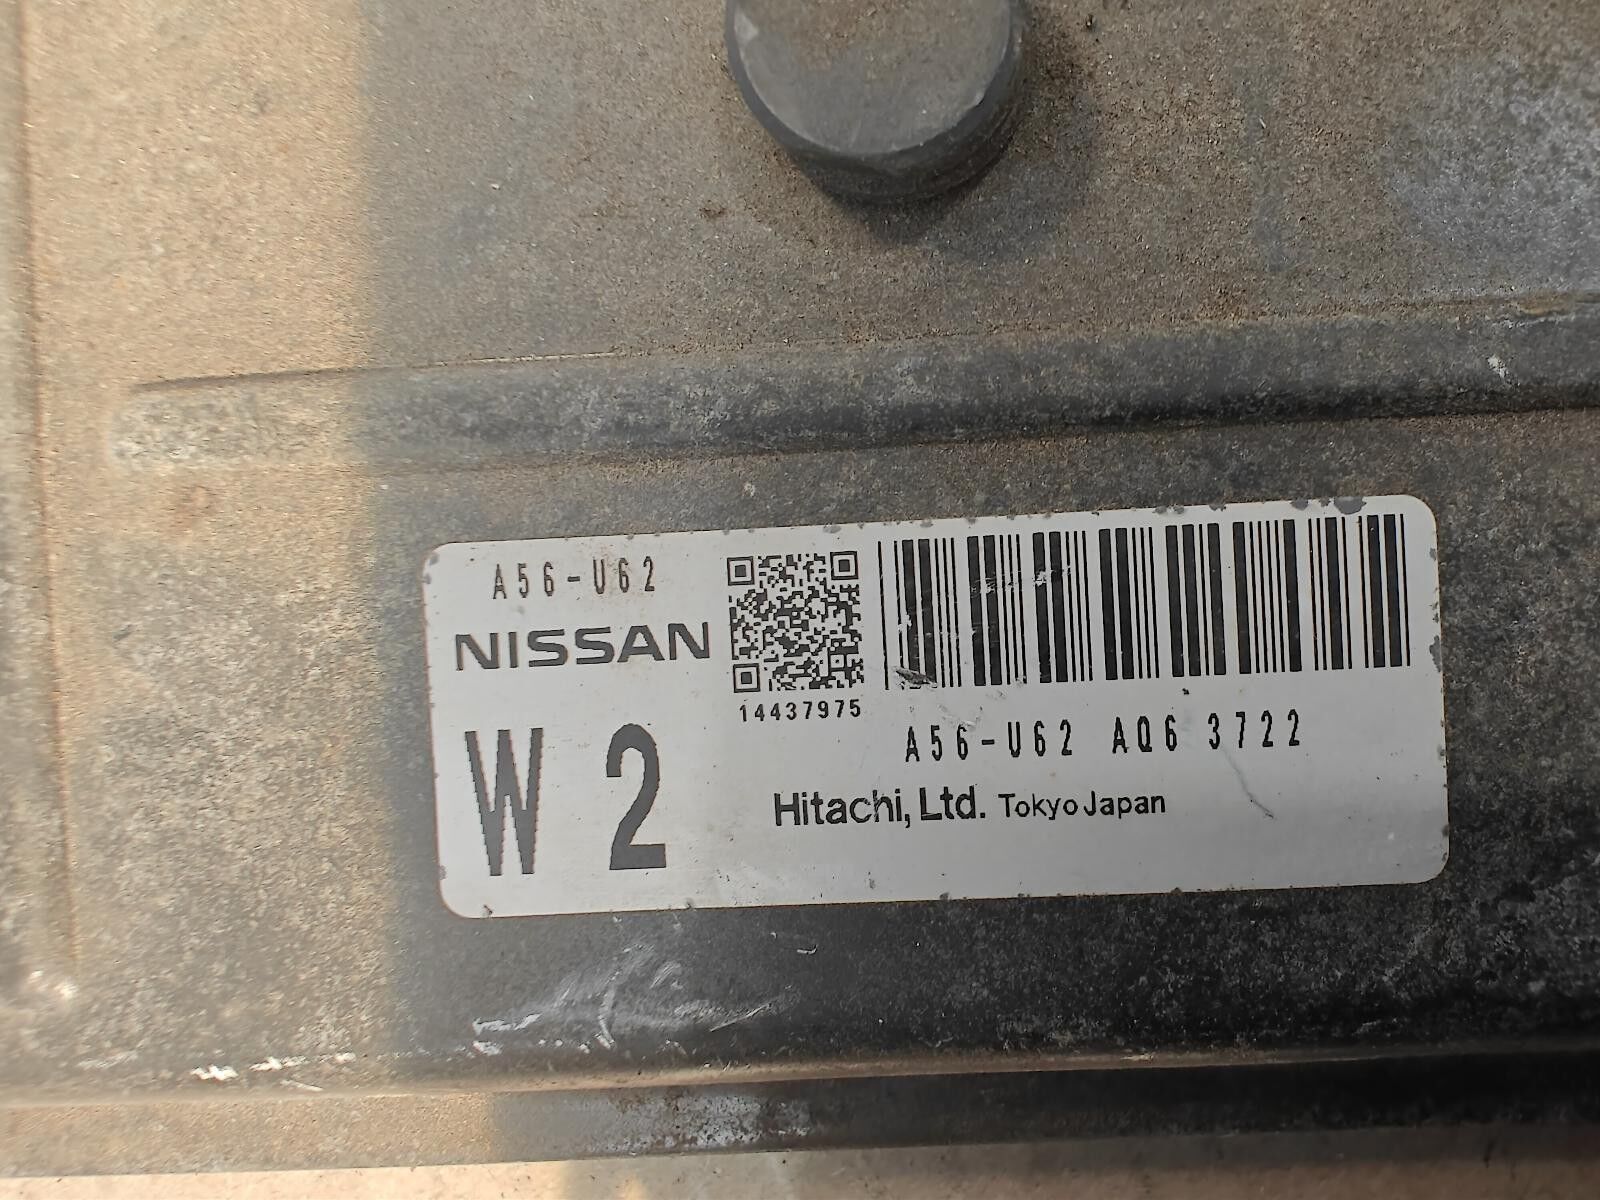 A56-U62
NISSAN
14437975
W 2
A56-U62 AQ6 3722
Hitachi, Ltd. Tokyo Japan